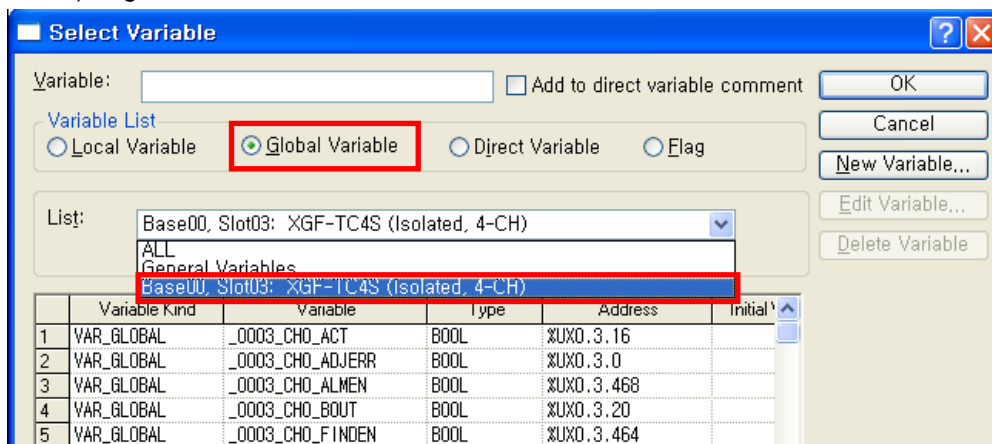 Select Variable
Variable:
Add to direct variable comment
OK
Variable List
Cancel
Local Variable Global Variable Direct Variable Flag
New Variable...
Edit Variable...
List: Base00, Slot03: XGF-TC4S (Isolated, 4-CH)
Delete Variable
ALL
General Variables
Base00, Slot03: XGF-TC4S (Isolated, 4-CH)
Variable Kind Variable Type Address Initial
1 VAR_GLOBAL _0003_CH0_ACT BOOL %UX0.3.16
2 VAR_GLOBAL _0003_CH0_ADJERR BOOL %UX0.3.0
3 VAR_GLOBAL _0003_CH0_ALMEN BOOL %UX0.3.468
4 VAR_GLOBAL _0003_CH0_BOUT BOOL %UX0.3.20
5 VAR_GLOBAL _0003_CH0_FINDEN BOOL %UX0.3.464